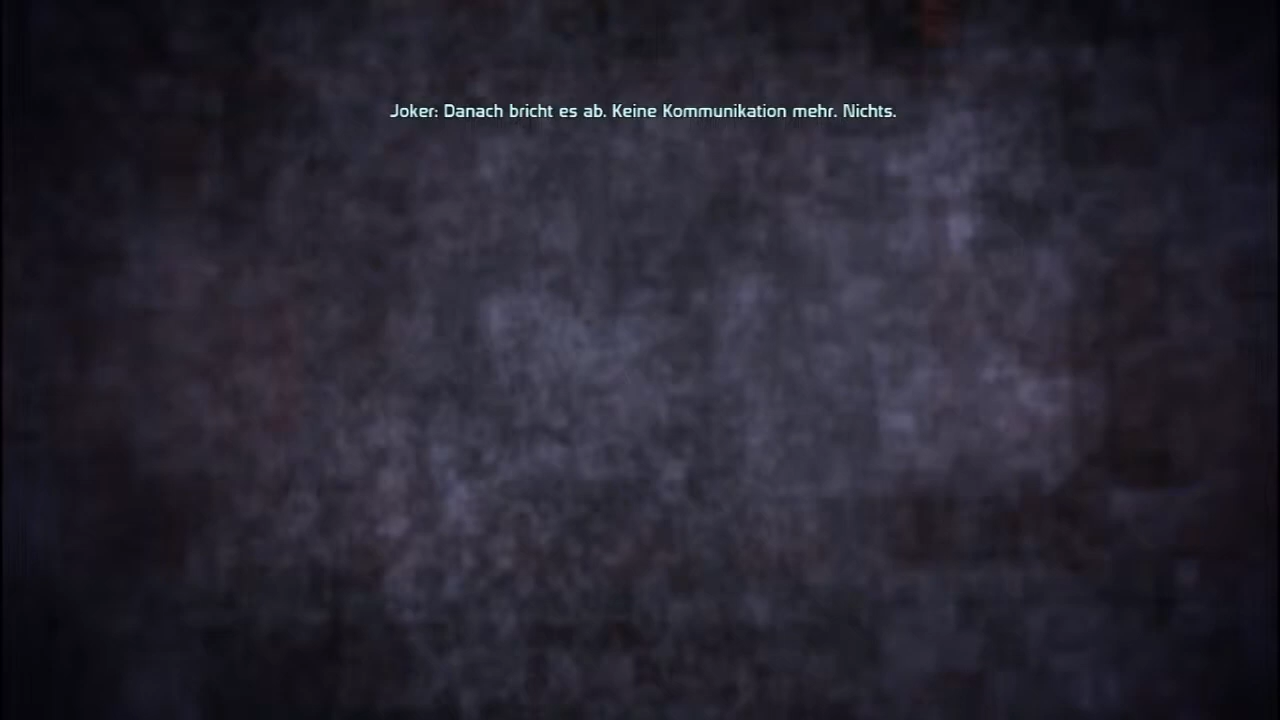 Joker: Danach bricht es ab. Keine Kommunikation mehr. Nichts.